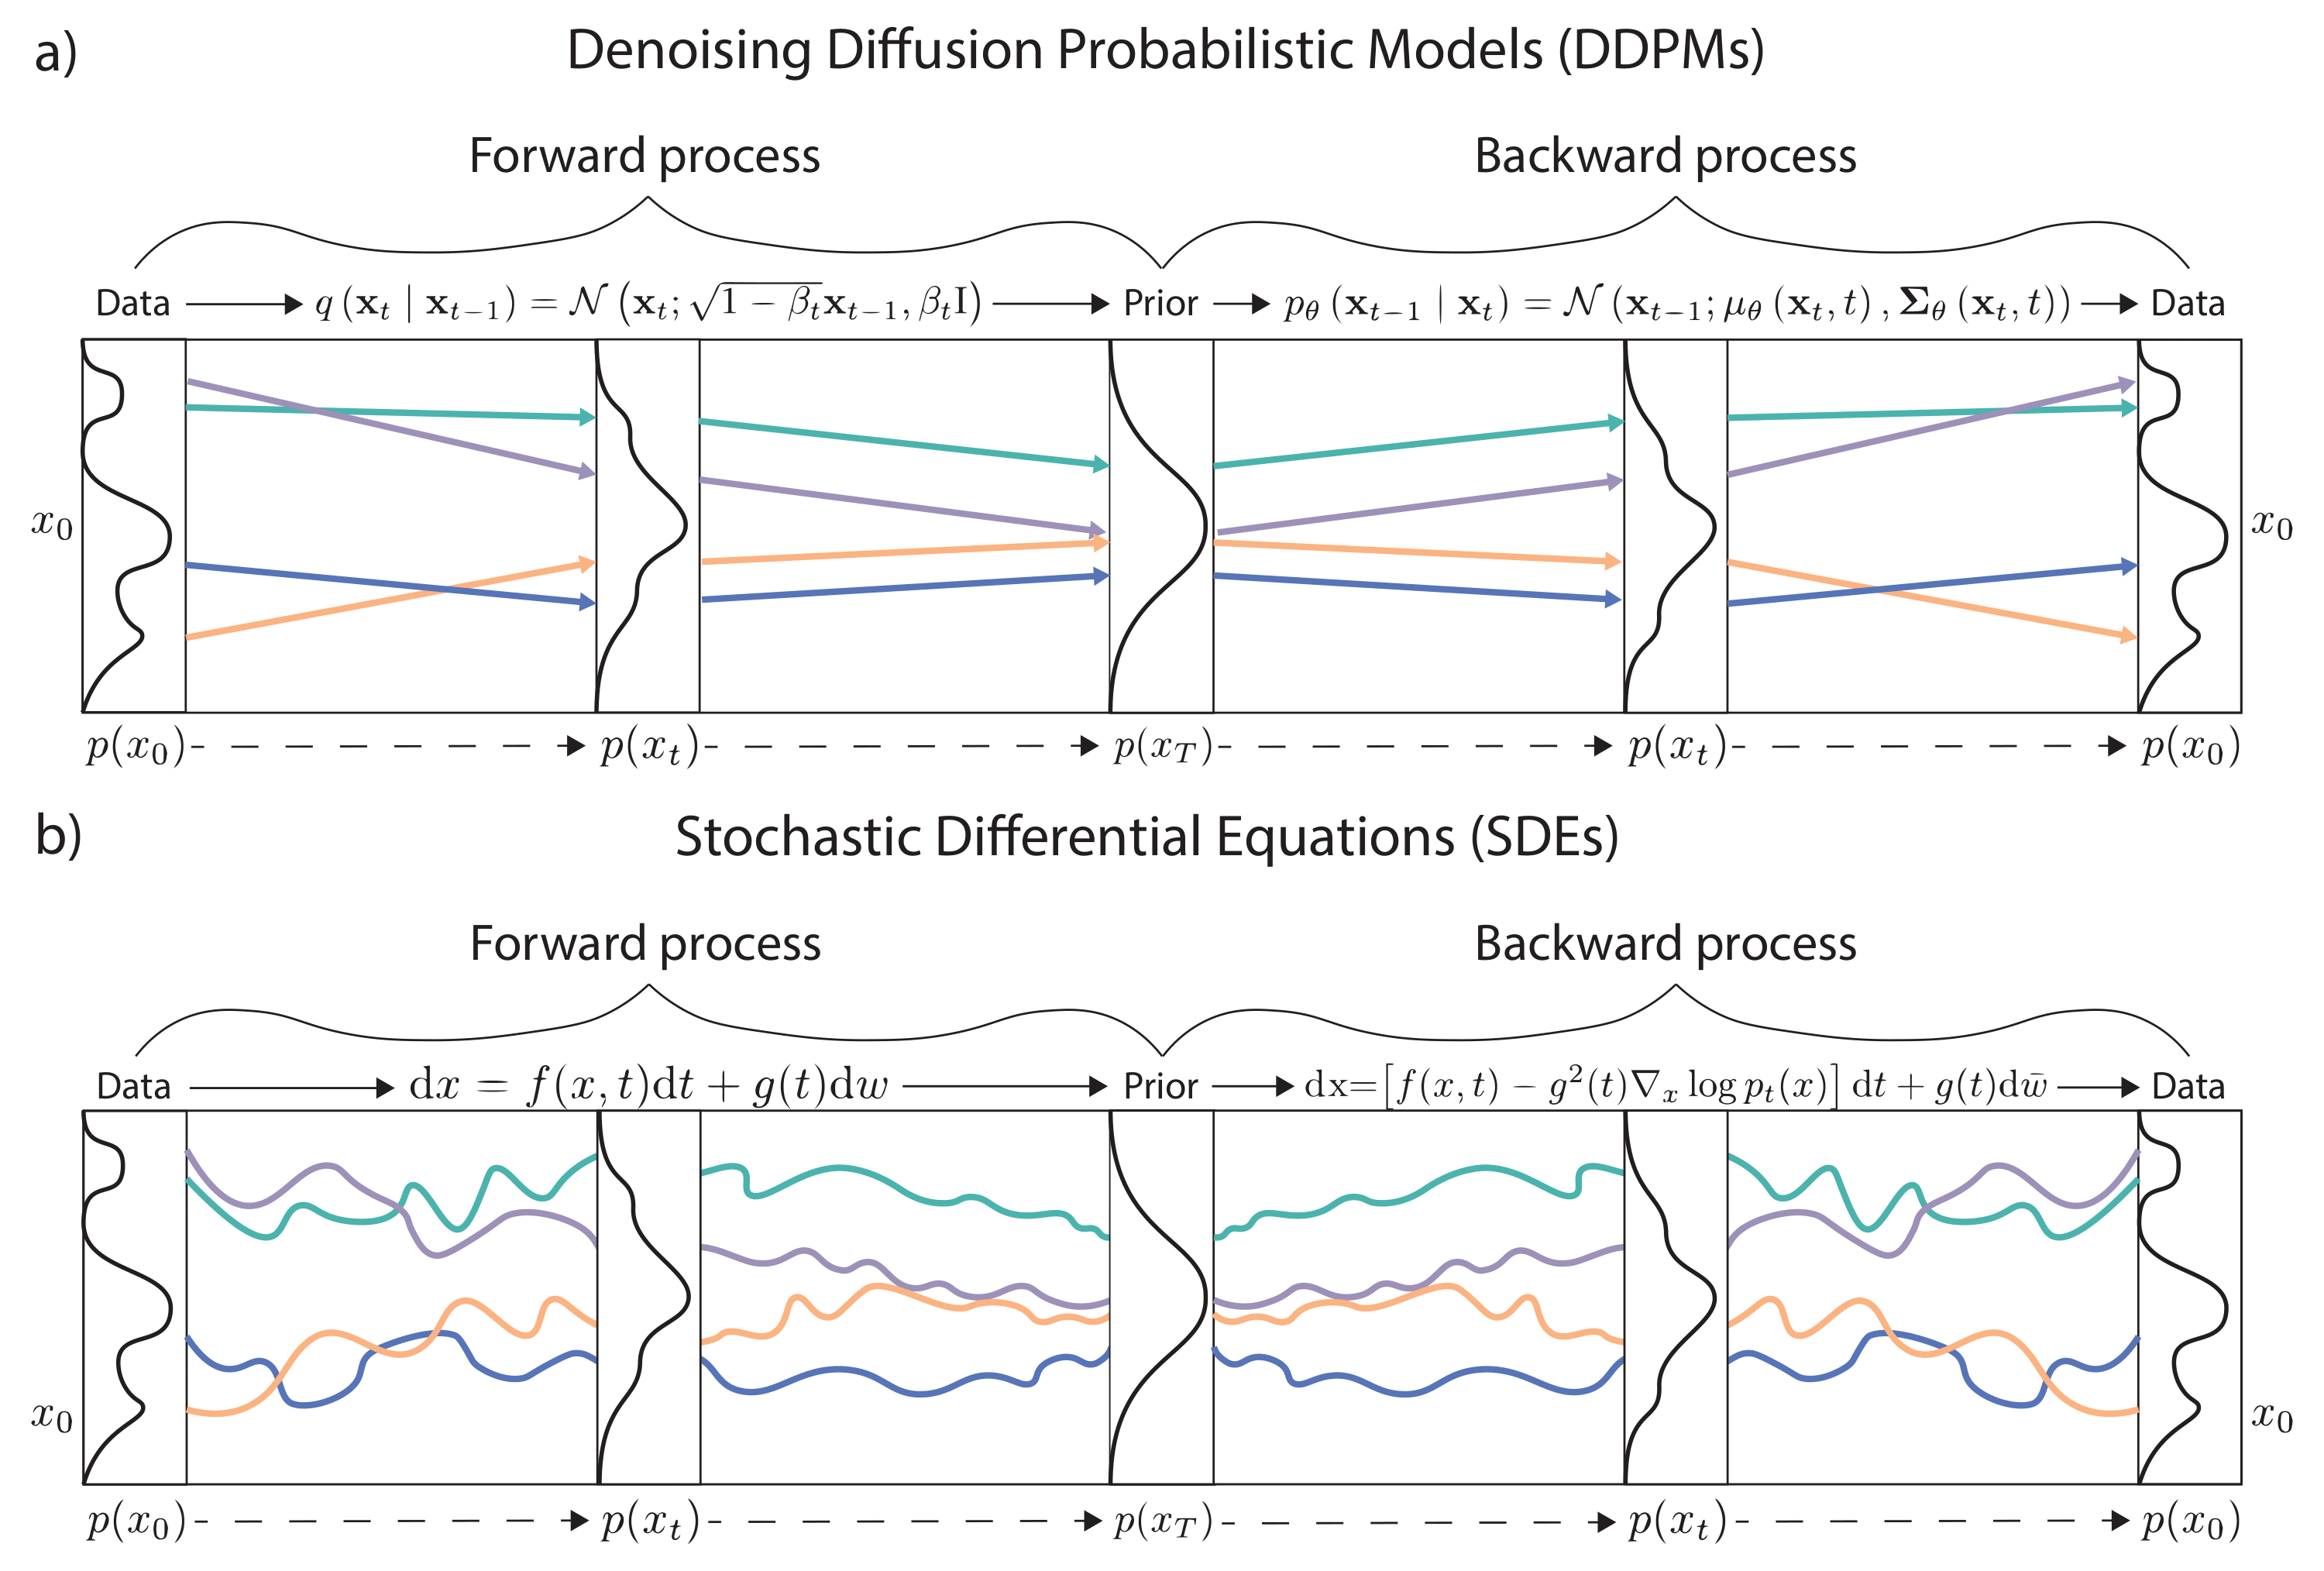 a)
Denoising Diffusion Probabilistic Models (DDPMs)
Forward process
Backward process
Data
q (x_t | x_{t−1}) = 𝒩 (x_t; √(1 − β_t) x_{t−1}, β_t I)
Prior
p_θ (x_{t−1} | x_t) = 𝒩 (x_{t−1}; μ_θ (x_t, t) , Σ_θ (x_t, t))
Data
x_0
x_0
p(x_0)
p(x_t)
p(x_T)
p(x_t)
p(x_0)
b)
Stochastic Differential Equations (SDEs)
Forward process
Backward process
Data
dx = f(x, t)dt + g(t)dw
Prior
dx=[f(x, t) − g²(t)∇_x log p_t(x)] dt + g(t)dw̄
Data
x_0
x_0
p(x_0)
p(x_t)
p(x_T)
p(x_t)
p(x_0)